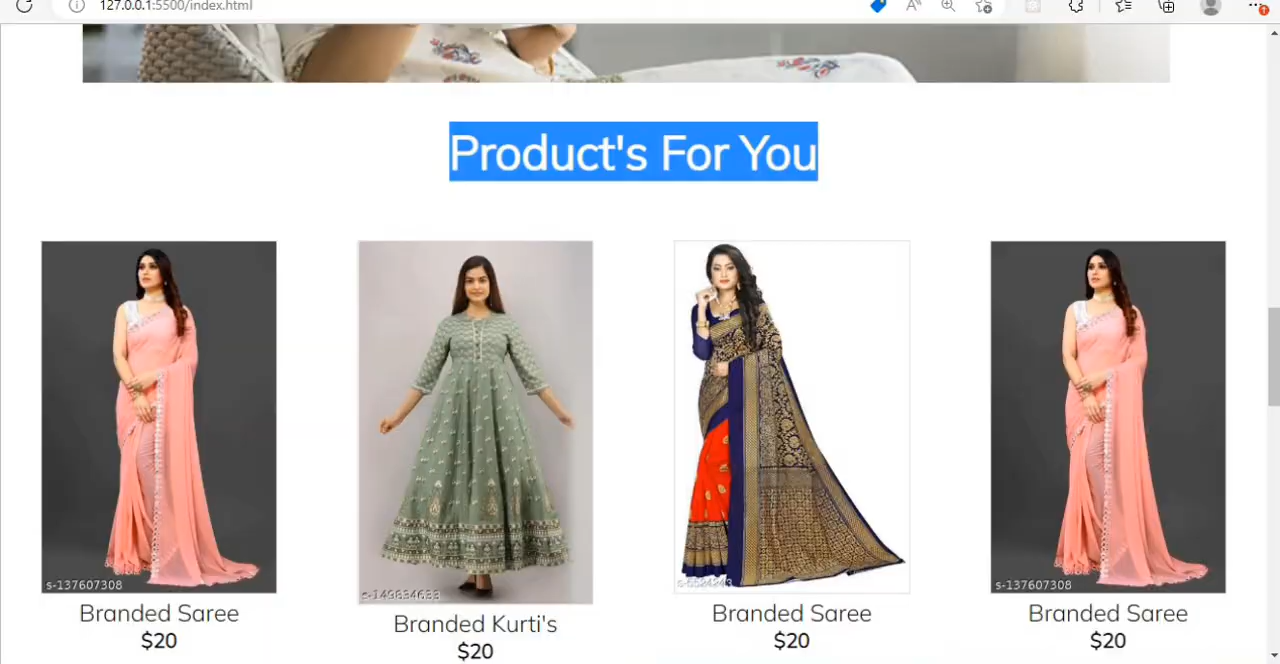 127.0.0.1:5500/index.html
Product's For You
s-137607308
s-149834633
s-137607308
Branded Saree
$20
Branded Kurti's
$20
Branded Saree
$20
Branded Saree
$20